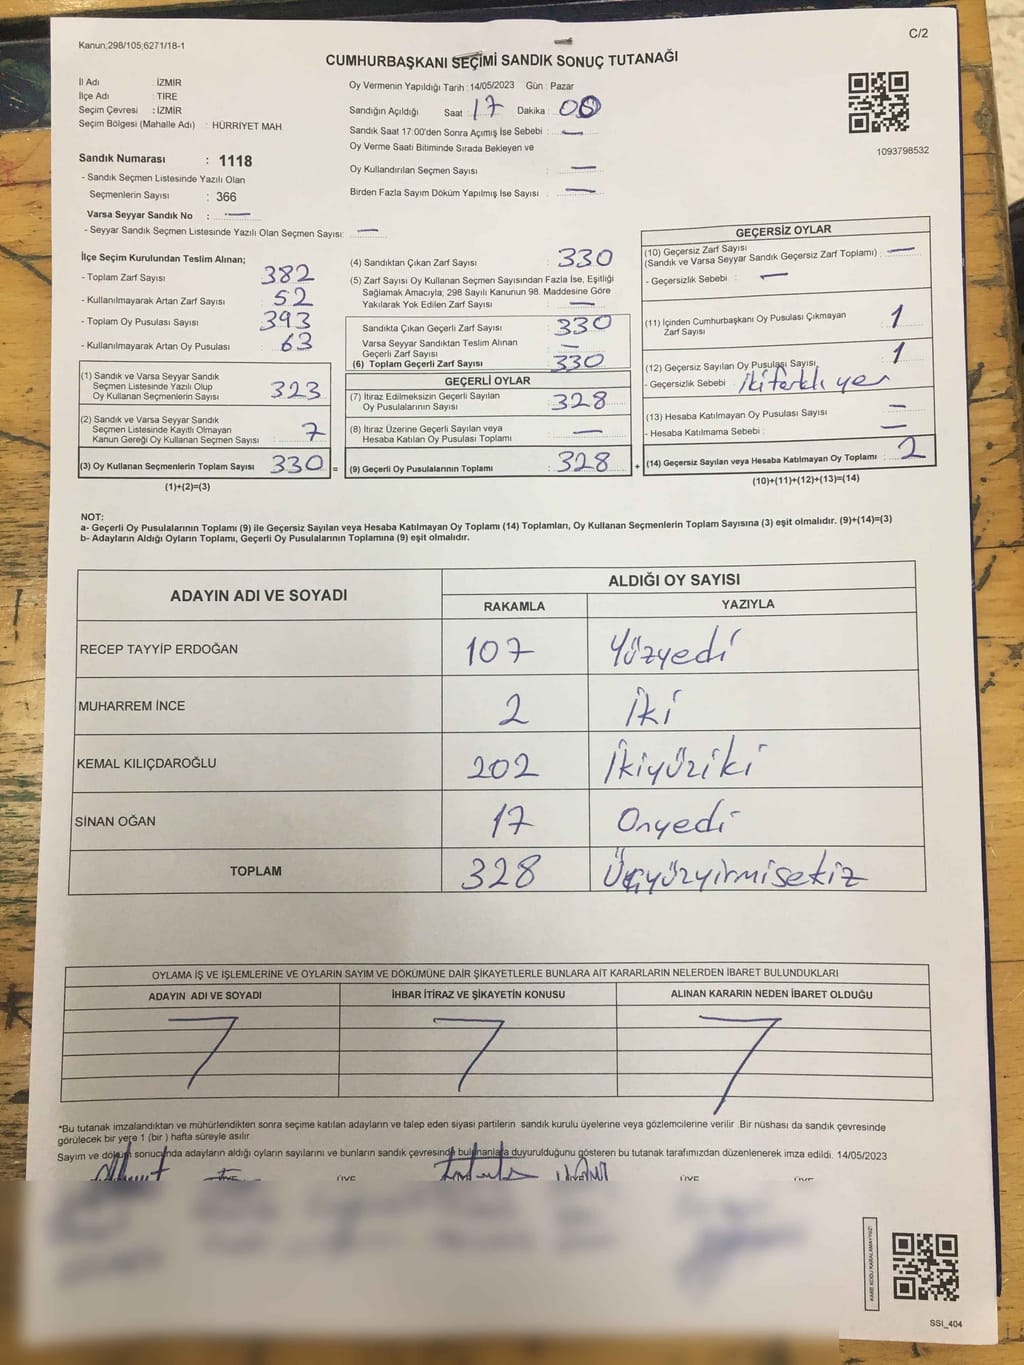 Kanun;298/105;6271/18-1
C/2
CUMHURBAŞKANI SEÇİMİ SANDIK SONUÇ TUTANAĞI
İl Adı : İZMİR
İlçe Adı : TIRE
Seçim Çevresi : İZMİR
Seçim Bölgesi (Mahalle Adı) : HÜRRİYET MAH.
Sandık Numarası : 1118
- Sandık Seçmen Listesinde Yazılı Olan
Seçmenlerin Sayısı : 366
Varsa Seyyar Sandık No : —
- Seyyar Sandık Seçmen Listesinde Yazılı Olan Seçmen Sayısı: —
Oy Vermenin Yapıldığı Tarih : 14/05/2023 Gün : Pazar
Sandığın Açıldığı Saat : 17 Dakika : 00
Sandık Saat 17:00'den Sonra Açımış İse Sebebi : —
Oy Verme Saati Bitiminde Sırada Bekleyen ve
Oy Kullandırılan Seçmen Sayısı : —
Birden Fazla Sayım Döküm Yapılmış İse Sayısı : —
1093798532
İlçe Seçim Kurulundan Teslim Alınan;
- Toplam Zarf Sayısı : 382
- Kullanılmayarak Artan Zarf Sayısı : 52
- Toplam Oy Pusulası Sayısı : 393
- Kullanılmayarak Artan Oy Pusulası : 63
(1) Sandık ve Varsa Seyyar Sandık
Seçmen Listesinde Yazılı Olup
Oy Kullanan Seçmenlerin Sayısı : 323
(2) Sandık ve Varsa Seyyar Sandık
Seçmen Listesinde Kayıtlı Olmayan
Kanun Gereği Oy Kullanan Seçmen Sayısı : 7
(3) Oy Kullanan Seçmenlerin Toplam Sayısı : 330 =
(1)+(2)=(3)
(4) Sandıktan Çıkan Zarf Sayısı : 330
(5) Zarf Sayısı Oy Kullanan Seçmen Sayısından Fazla İse, Eşitliği
Sağlamak Amacıyla; 298 Sayılı Kanunun 98. Maddesine Göre
Yakılarak Yok Edilen Zarf Sayısı : —
Sandıkta Çıkan Geçerli Zarf Sayısı : 330
Varsa Seyyar Sandıktan Teslim Alınan
Geçerli Zarf Sayısı : —
(6) Toplam Geçerli Zarf Sayısı : 330
GEÇERLİ OYLAR
(7) İtiraz Edilmeksizin Geçerli Sayılan
Oy Pusulalarının Sayısı : 328
(8) İtiraz Üzerine Geçerli Sayılan veya
Hesaba Katılan Oy Pusulası Toplamı : —
(9) Geçerli Oy Pusulalarının Toplamı : 328 +
GEÇERSİZ OYLAR
(10) Geçersiz Zarf Sayısı
(Sandık ve Varsa Seyyar Sandık Geçersiz Zarf Toplamı) : —
- Geçersizlik Sebebi : —
(11) İçinden Cumhurbaşkanı Oy Pusulası Çıkmayan
Zarf Sayısı : 1
(12) Geçersiz Sayılan Oy Pusulası Sayısı : 1
- Geçersizlik Sebebi : İki farklı yer
(13) Hesaba Katılmayan Oy Pusulası Sayısı : —
- Hesaba Katılmama Sebebi : —
(14) Geçersiz Sayılan veya Hesaba Katılmayan Oy Toplamı : 2
(10)+(11)+(12)+(13)=(14)
NOT:
a- Geçerli Oy Pusulalarının Toplamı (9) ile Geçersiz Sayılan veya Hesaba Katılmayan Oy Toplamı (14) Toplamları, Oy Kullanan Seçmenlerin Toplam Sayısına (3) eşit olmalıdır. (9)+(14)=(3)
b- Adayların Aldığı Oyların Toplamı, Geçerli Oy Pusulalarının Toplamına (9) eşit olmalıdır.
ADAYIN ADI VE SOYADI
ALDIĞI OY SAYISI
RAKAMLA YAZIYLA
RECEP TAYYİP ERDOĞAN 107 Yüzyedi
MUHARREM İNCE 2 İki
KEMAL KILIÇDAROĞLU 202 İkiyüziki
SİNAN OĞAN 17 Onyedi
TOPLAM 328 Üçyüzyirmisekiz
OYLAMA İŞ VE İŞLEMLERİNE VE OYLARIN SAYIM VE DÖKÜMÜNE DAİR ŞİKAYETLERLE BUNLARA AİT KARARLARIN NELERDEN İBARET BULUNDUKLARI
ADAYIN ADI VE SOYADI İHBAR İTİRAZ VE ŞİKAYETİN KONUSU ALINAN KARARIN NEDEN İBARET OLDUĞU
*Bu tutanak imzalandıktan ve mühürlendikten sonra seçime katılan adayların ve talep eden siyasi partilerin sandık kurulu üyelerine veya gözlemcilerine verilir .Bir nüshası da sandık çevresinde
görülecek bir yere 1 (bir ) hafta süreyle asılır.
Sayım ve döküm sonucunda adayların aldığı oyların sayılarını ve bunların sandık çevresinde bulunanlara duyurulduğunu gösteren bu tutanak tarafımızdan düzenlenerek imza edildi. 14/05/2023
ÜYE ÜYE ÜYE ÜYE
KARE KODU KARALAMAYINIZ!
SSI_404